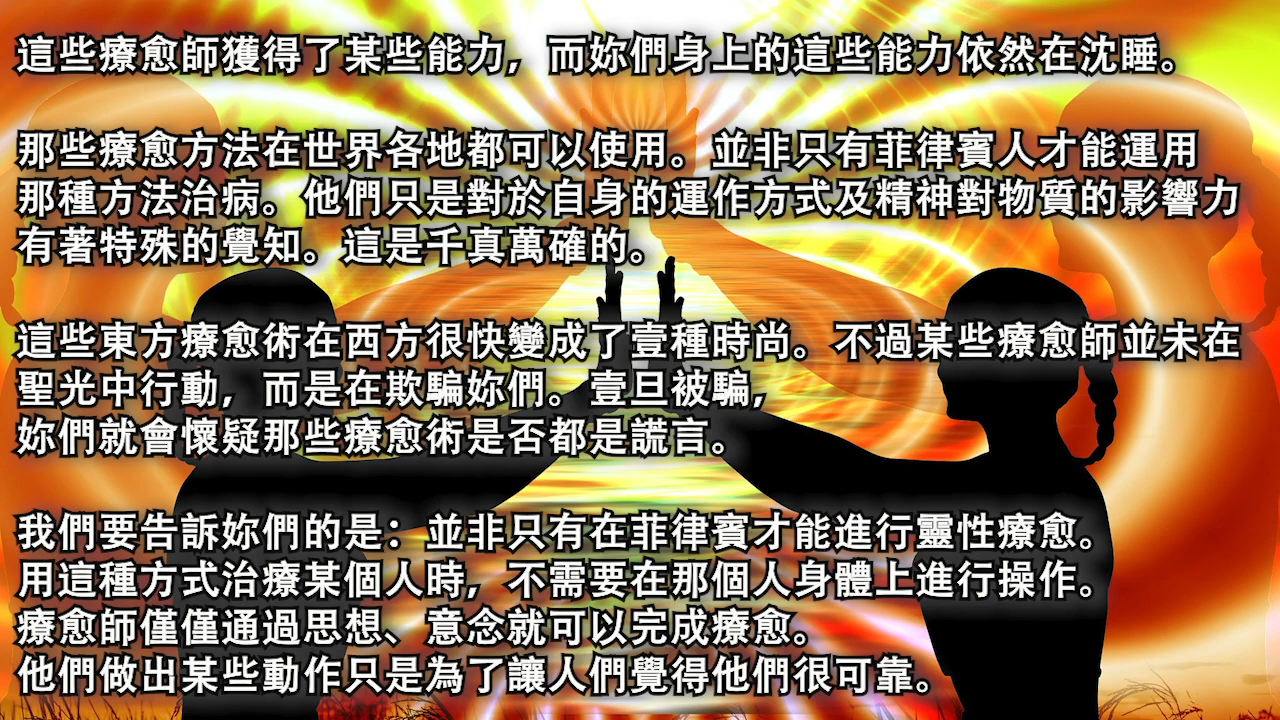 這些療愈師獲得了某些能力，而妳們身上的這些能力依然在沈睡。
那些療愈方法在世界各地都可以使用。並非只有菲律賓人才能運用
那種方法治病。他們只是對於自身的運作方式及精神對物質的影響力
有著特殊的覺知。這是千真萬確的。
這些東方療愈術在西方很快變成了壹種時尚。不過某些療愈師並未在
聖光中行動，而是在欺騙妳們。壹旦被騙，
妳們就會懷疑那些療愈術是否都是謊言。
我們要告訴妳們的是：並非只有在菲律賓才能進行靈性療愈。
用這種方式治療某個人時，不需要在那個人身體上進行操作。
療愈師僅僅通過思想、意念就可以完成療愈。
他們做出某些動作只是為了讓人們覺得他們很可靠。